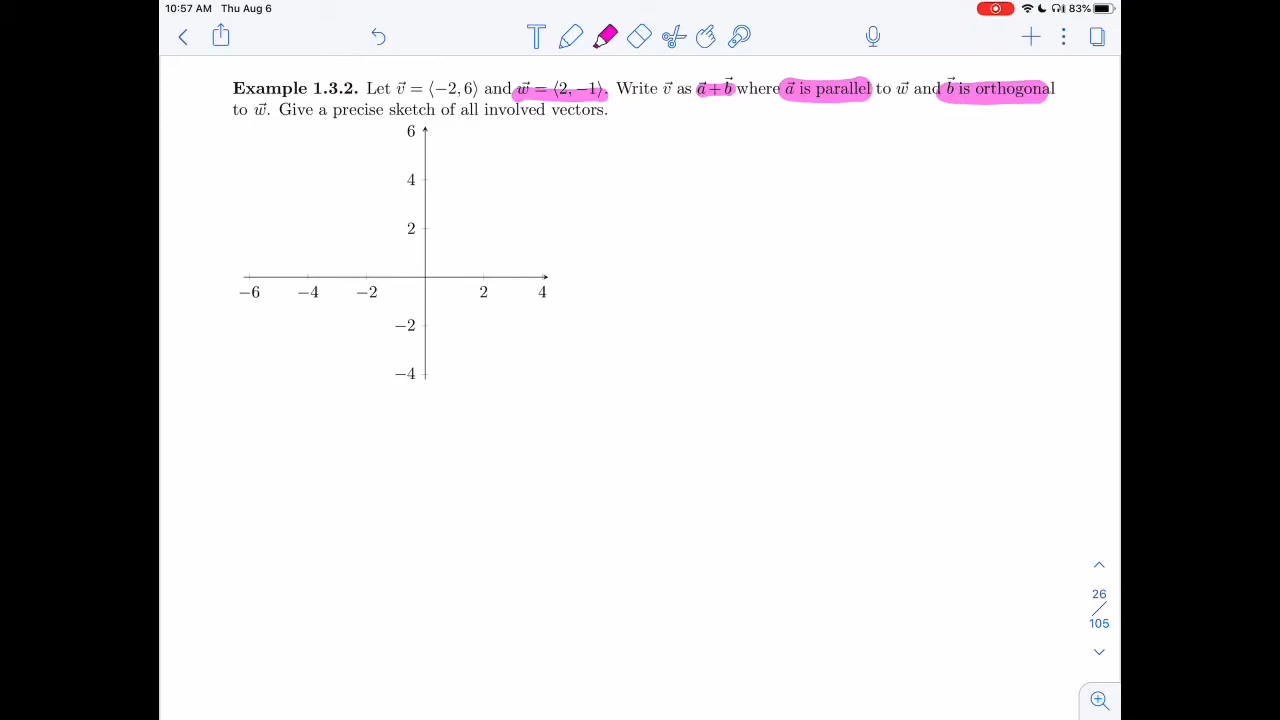 10:57 AM Thu Aug 6
83%
T
Example 1.3.2. Let v⃗ = ⟨−2, 6⟩ and w⃗ = ⟨2, −1⟩. Write v⃗ as a⃗ + b⃗ where a⃗ is parallel to w⃗ and b⃗ is orthogonal
to w⃗. Give a precise sketch of all involved vectors.
6
4
2
−6 −4 −2 2 4
−2
−4
26
105